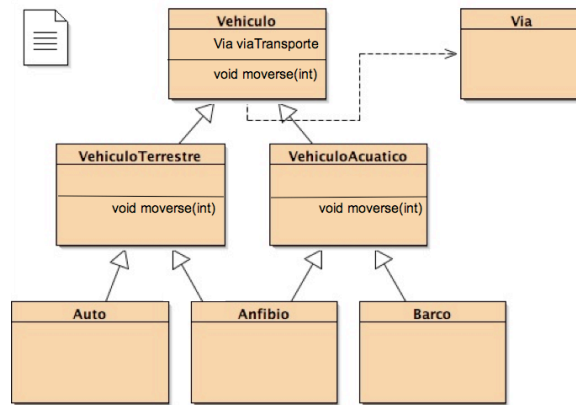 Vehiculo
Via viaTransporte
void moverse(int)
Via
VehiculoTerrestre
void moverse(int)
VehiculoAcuatico
void moverse(int)
Auto
Anfibio
Barco